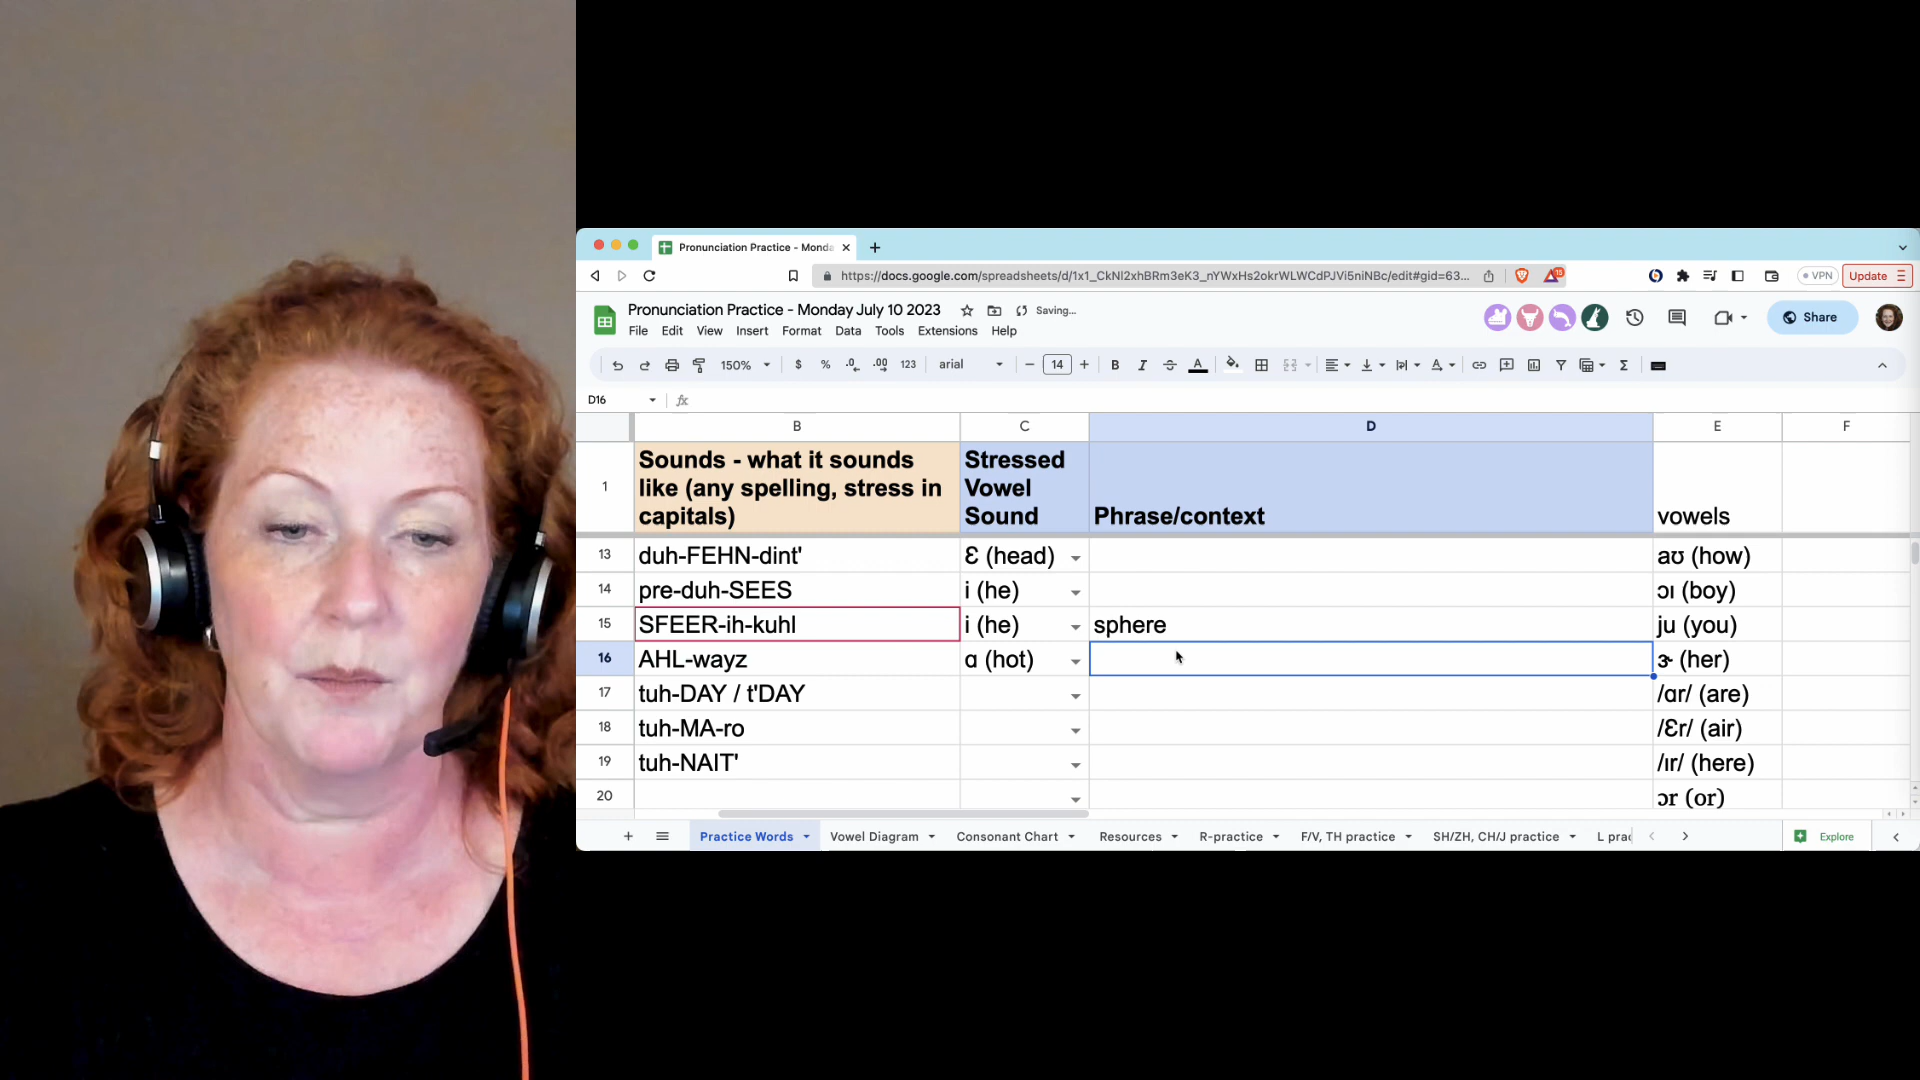 Pronunciation Practice - Monda
https://docs.google.com/spreadsheets/d/1x1_CkNl2xhBRm3eK3_nYWxHs2okrWLWCdPJVi5niNBc/edit#gid=63...
15
VPN
Update
Pronunciation Practice - Monday July 10 2023
Saving...
File Edit View Insert Format Data Tools Extensions Help
Share
150% $ % .0 .00 123 arial 14 B I S A
D16 fx
B C D E F
1 Sounds - what it sounds like (any spelling, stress in capitals) Stressed Vowel Sound Phrase/context vowels
13 duh-FEHN-dint' Ɛ (head) aʊ (how)
14 pre-duh-SEES i (he) ɔı (boy)
15 SFEER-ih-kuhl i (he) sphere ju (you)
16 AHL-wayz ɑ (hot) ɚ (her)
17 tuh-DAY / t'DAY /ɑr/ (are)
18 tuh-MA-ro /Ɛr/ (air)
19 tuh-NAIT' /ır/ (here)
20 ɔr (or)
Practice Words Vowel Diagram Consonant Chart Resources R-practice F/V, TH practice SH/ZH, CH/J practice L prac
Explore